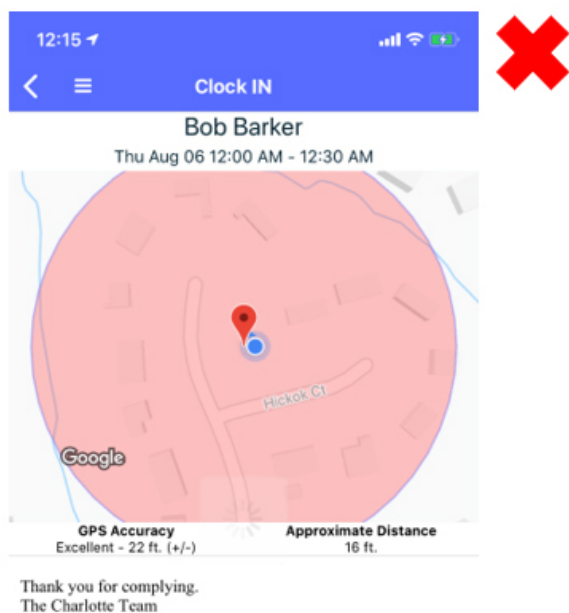 12:15
Clock IN
Bob Barker
Thu Aug 06 12:00 AM - 12:30 AM
Hickok Ct
Google
GPS Accuracy
Excellent - 22 ft. (+/-)
Approximate Distance
16 ft.
Thank you for complying.
The Charlotte Team